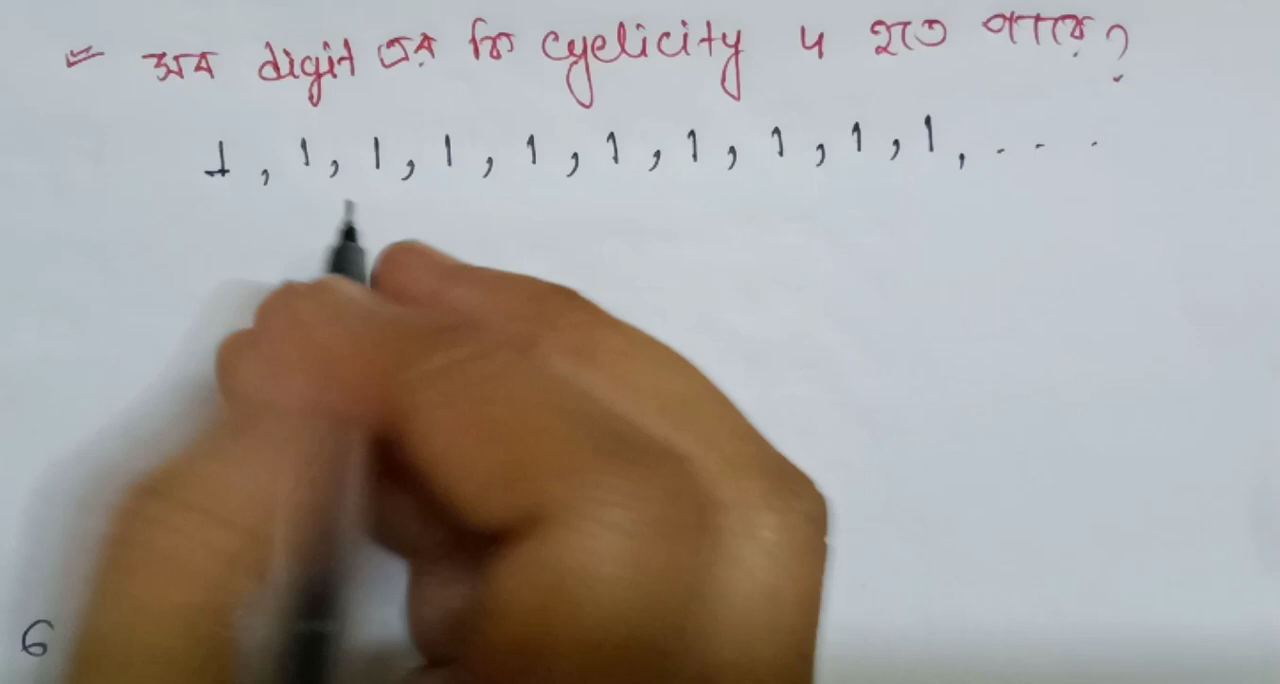 সব digit এর কি cyclicity 4 হতে পারে?
1, 1, 1, 1, 1, 1, 1, 1, 1, 1, . . .
6